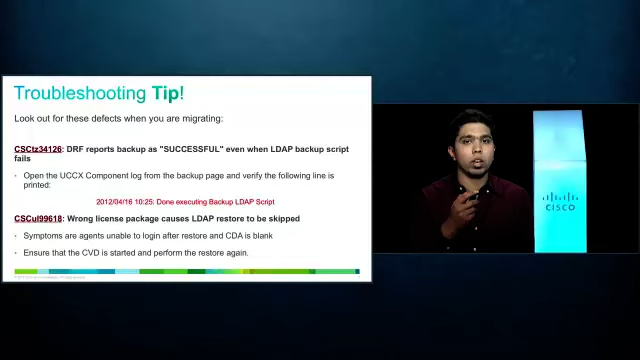 Troubleshooting Tip!
Look out for these defects when you are migrating:
CSCtz34126: DRF reports backup as "SUCCESSFUL" even when LDAP backup script
fails
Open the UCCX Component log from the backup page and verify the following line is
printed:
2012/04/16 10:25: Done executing Backup LDAP Script
CSCul99618: Wrong license package causes LDAP restore to be skipped
Symptoms are agents unable to login after restore and CDA is blank
Ensure that the CVD is started and perform the restore again.
CISCO